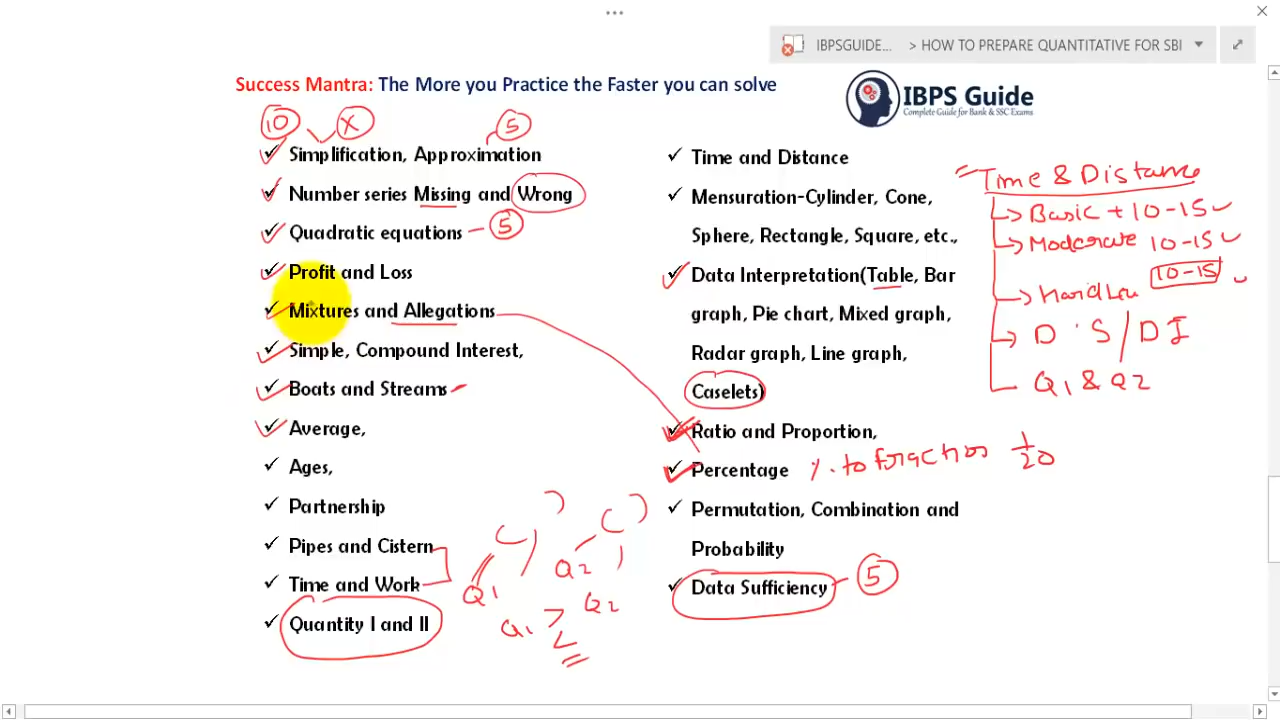 IBPSGUIDE... > HOW TO PREPARE QUANTITATIVE FOR SBI
Success Mantra: The More you Practice the Faster you can solve
IBPS Guide
Complete Guide for Bank & SSC Exams
10 X 5
Simplification, Approximation
Number series Missing and Wrong
Quadratic equations - 5
Profit and Loss
Mixtures and Allegations
Simple, Compound Interest,
Boats and Streams
Average,
Ages,
Partnership
Pipes and Cistern
Time and Work
Quantity I and II
Q1 Q2
Q2
Q1 > <
Time and Distance
Mensuration-Cylinder, Cone,
Sphere, Rectangle, Square, etc.,
Data Interpretation(Table, Bar
graph, Pie chart, Mixed graph,
Radar graph, Line graph,
Caselets)
Ratio and Proportion,
Percentage %. to fraction 1/20
Permutation, Combination and
Probability
Data Sufficiency - 5
Time & Distance
Basic + 10-15
Moderate 10-15
10-15
D.S/DI
Q1 & Q2